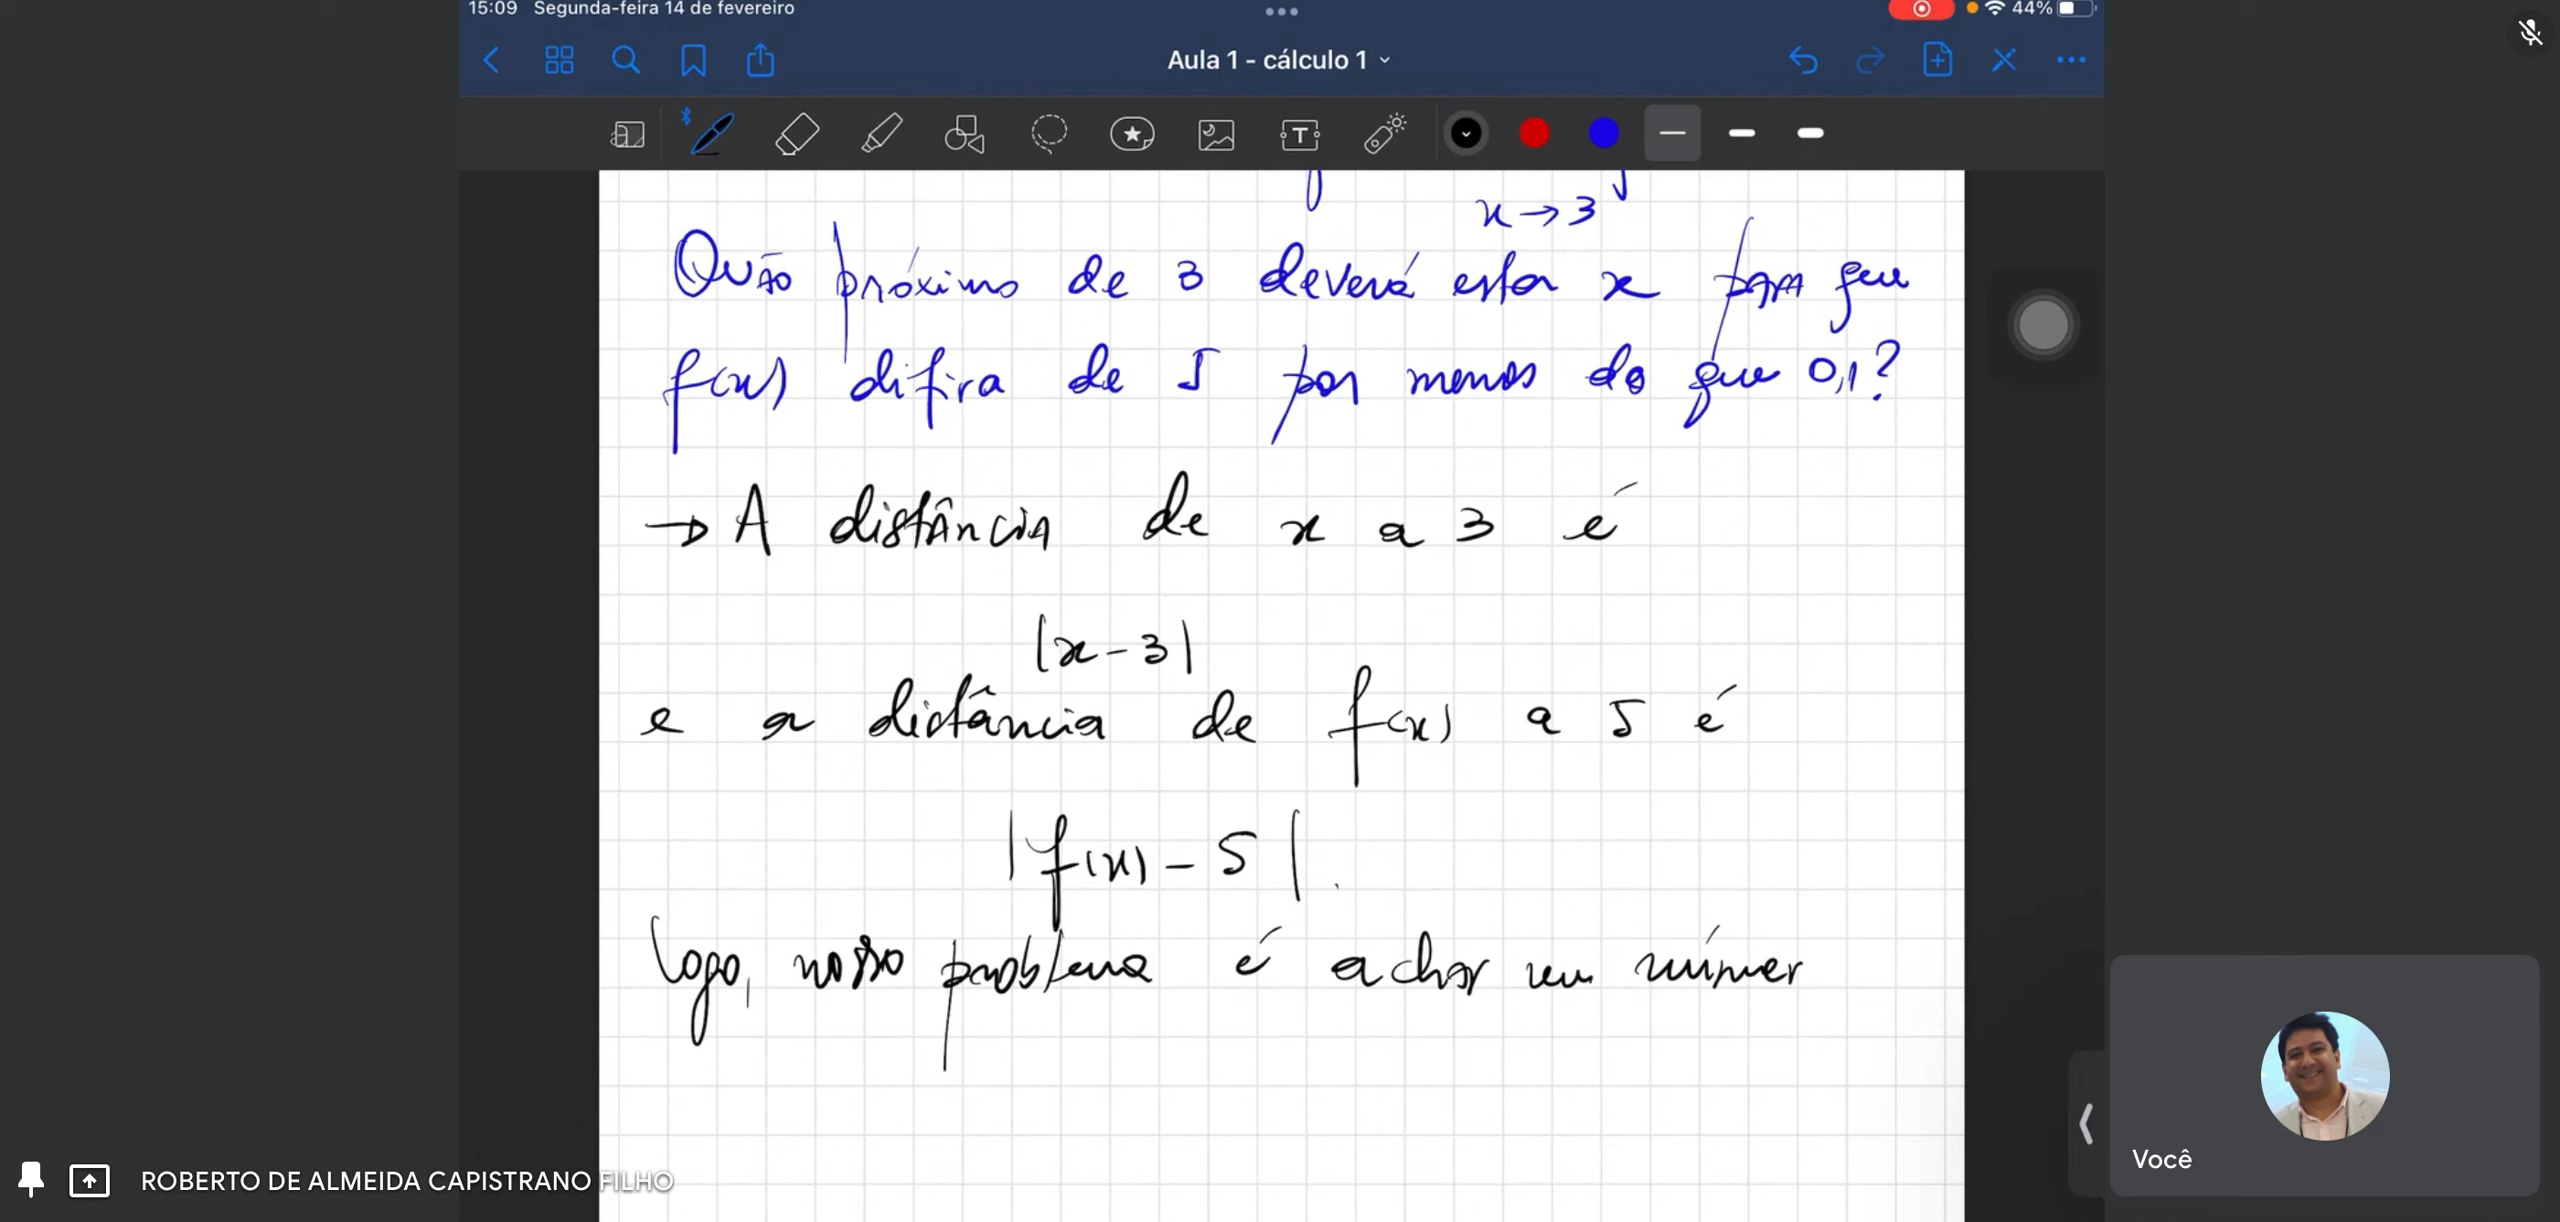 15:09 Segunda-feira 14 de fevereiro
44%
Aula 1 - cálculo 1
x → 3
Quão próximo de 3 deverá estar x para que
f(x) difira de 5 por menos do que 0,1?
→ A distância de x a 3 é
|x - 3|
e a distância de f(x) a 5 é
|f(x) - 5|.
Logo, nosso problema é achar um númer
Você
ROBERTO DE ALMEIDA CAPISTRANO FILHO